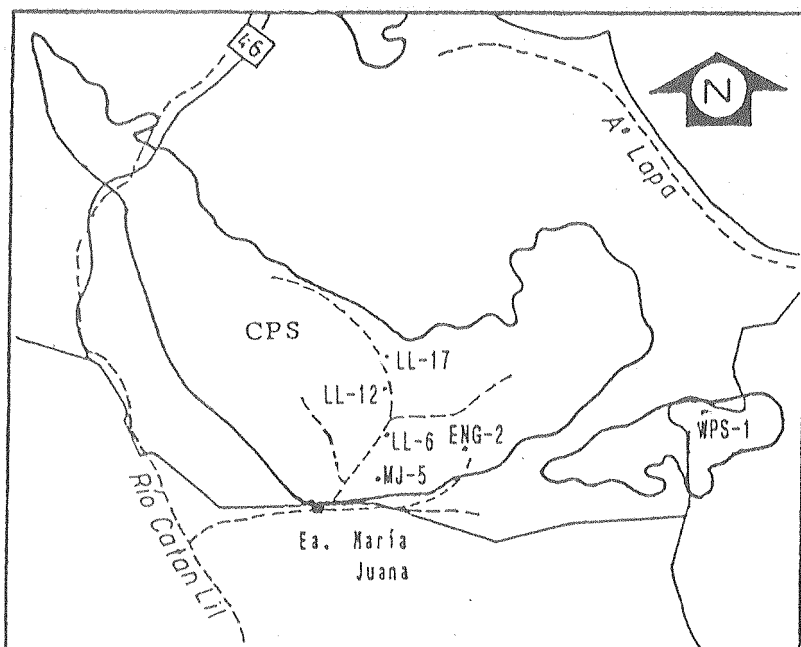 46
N
A° Lapa
CPS
LL-17
LL-12
LL-6
ENG-2
WPS-1
MJ-5
Ea. María
Juana
Río Catan Lil